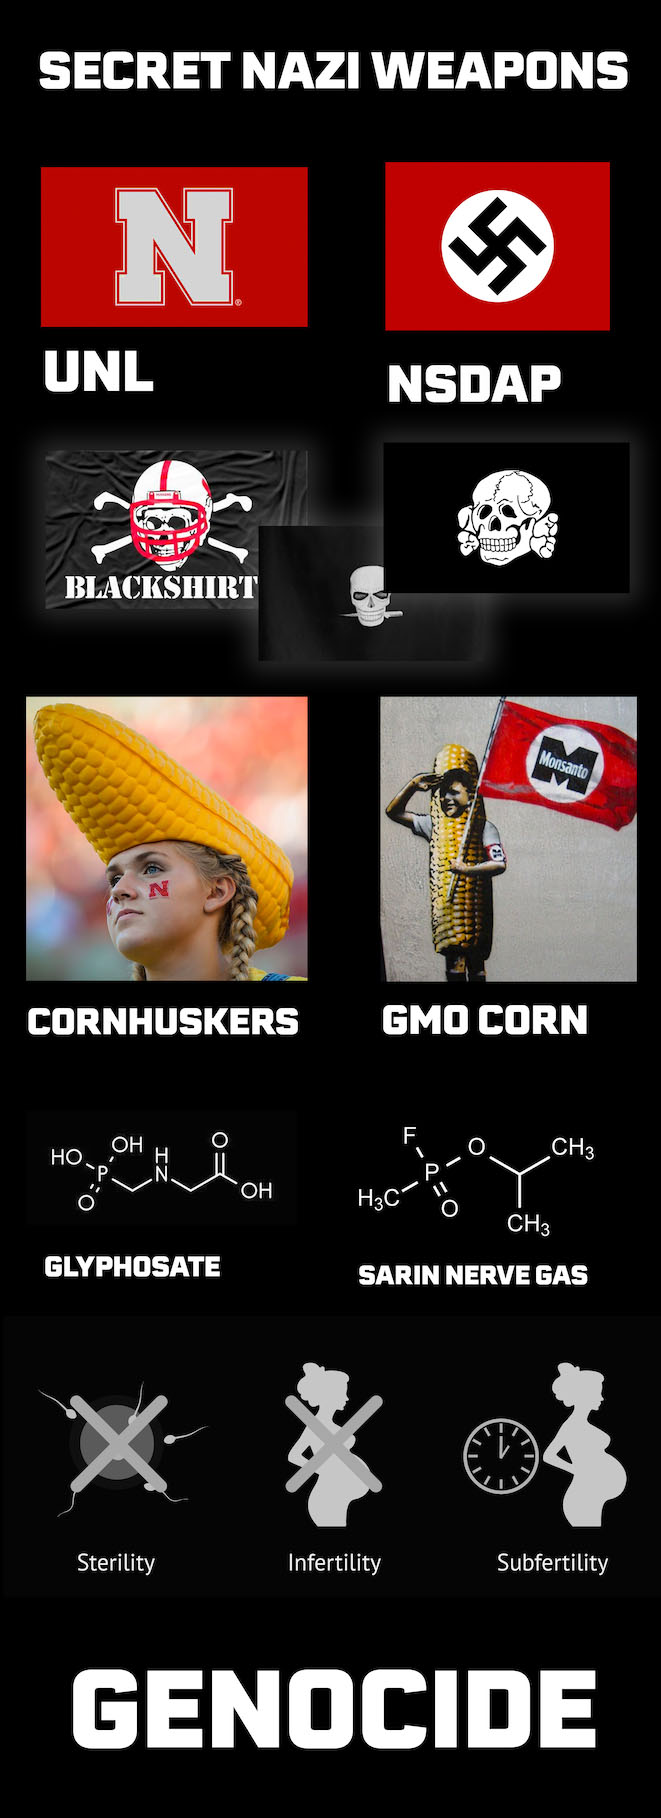 SECRET NAZI WEAPONS
N
®
UNL
NSDAP
BLACKSHIRT
M
Monsanto
N
CORNHUSKERS
GMO CORN
HO
OH
H
N
P
O
O
OH
F
O
CH3
P
H3C
O
CH3
GLYPHOSATE
SARIN NERVE GAS
Sterility
Infertility
Subfertility
GENOCIDE